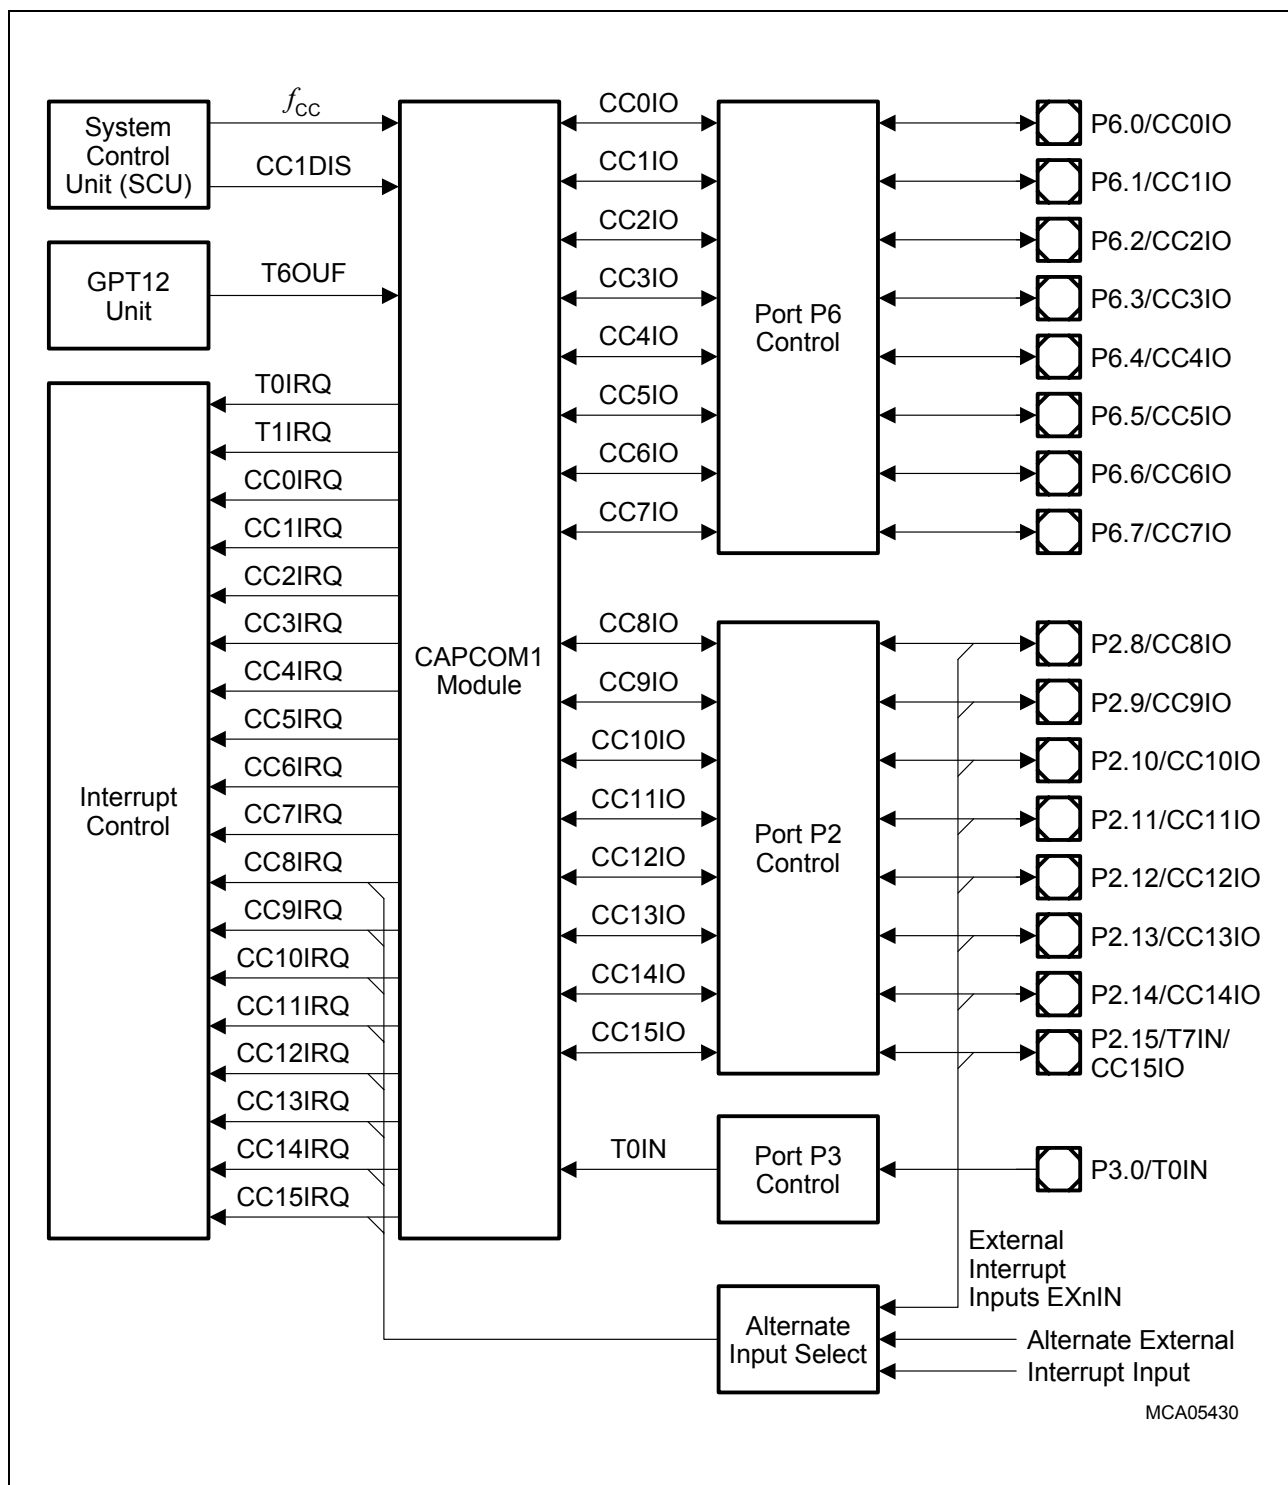 System
Control
Unit (SCU)
fCC
CC1DIS
GPT12
Unit
T6OUF
Interrupt
Control
T0IRQ
T1IRQ
CC0IRQ
CC1IRQ
CC2IRQ
CC3IRQ
CC4IRQ
CC5IRQ
CC6IRQ
CC7IRQ
CC8IRQ
CC9IRQ
CC10IRQ
CC11IRQ
CC12IRQ
CC13IRQ
CC14IRQ
CC15IRQ
CAPCOM1
Module
CC0IO
CC1IO
CC2IO
CC3IO
CC4IO
CC5IO
CC6IO
CC7IO
CC8IO
CC9IO
CC10IO
CC11IO
CC12IO
CC13IO
CC14IO
CC15IO
T0IN
Port P6
Control
Port P2
Control
Port P3
Control
Alternate
Input Select
P6.0/CC0IO
P6.1/CC1IO
P6.2/CC2IO
P6.3/CC3IO
P6.4/CC4IO
P6.5/CC5IO
P6.6/CC6IO
P6.7/CC7IO
P2.8/CC8IO
P2.9/CC9IO
P2.10/CC10IO
P2.11/CC11IO
P2.12/CC12IO
P2.13/CC13IO
P2.14/CC14IO
P2.15/T7IN/
CC15IO
P3.0/T0IN
External
Interrupt
Inputs EXnIN
Alternate External
Interrupt Input
MCA05430